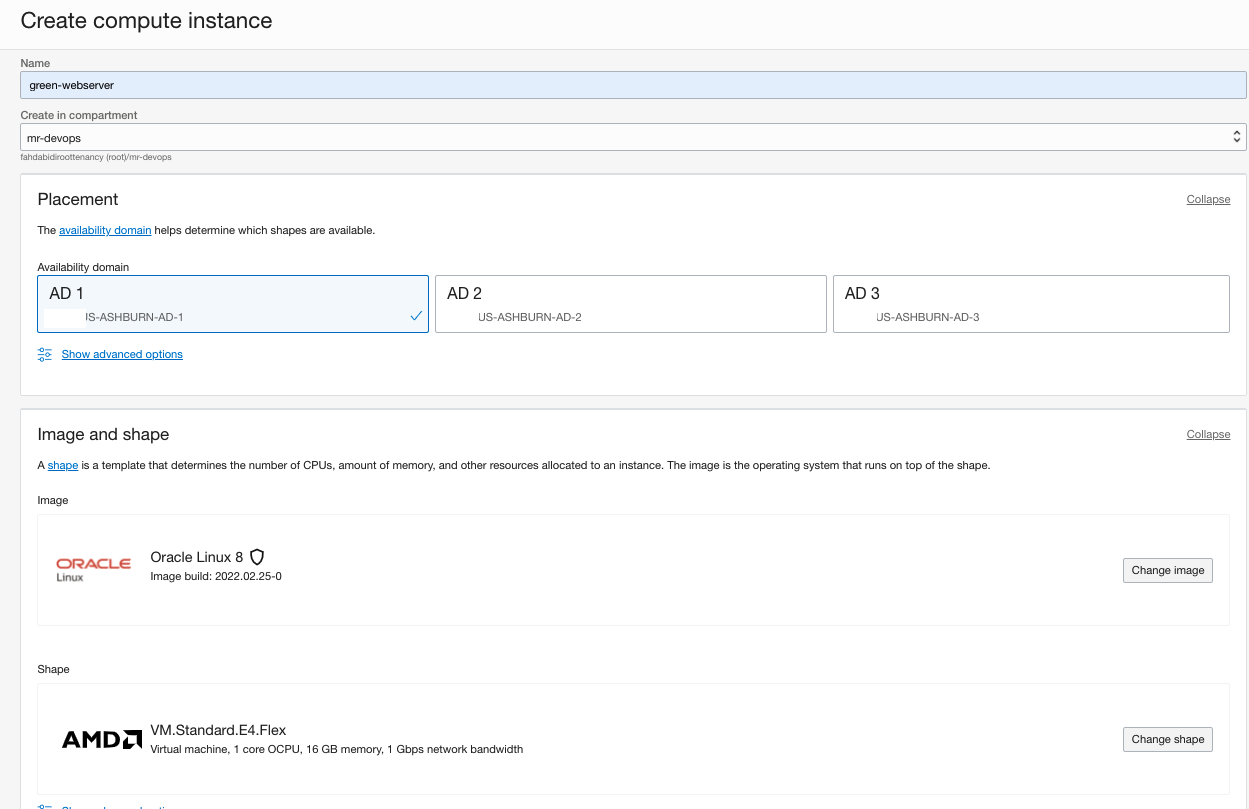 Create compute instance
Name
green-webserver
Create in compartment
mr-devops
fahdabidiroottenancy (root)/mr-devops
Placement
Collapse
The availability domain helps determine which shapes are available.
Availability domain
AD 1
US-ASHBURN-AD-1
AD 2
US-ASHBURN-AD-2
AD 3
US-ASHBURN-AD-3
Show advanced options
Image and shape
Collapse
A shape is a template that determines the number of CPUs, amount of memory, and other resources allocated to an instance. The image is the operating system that runs on top of the shape.
Image
ORACLE
Linux
Oracle Linux 8
Image build: 2022.02.25-0
Change image
Shape
AMD
VM.Standard.E4.Flex
Virtual machine, 1 core OCPU, 16 GB memory, 1 Gbps network bandwidth
Change shape